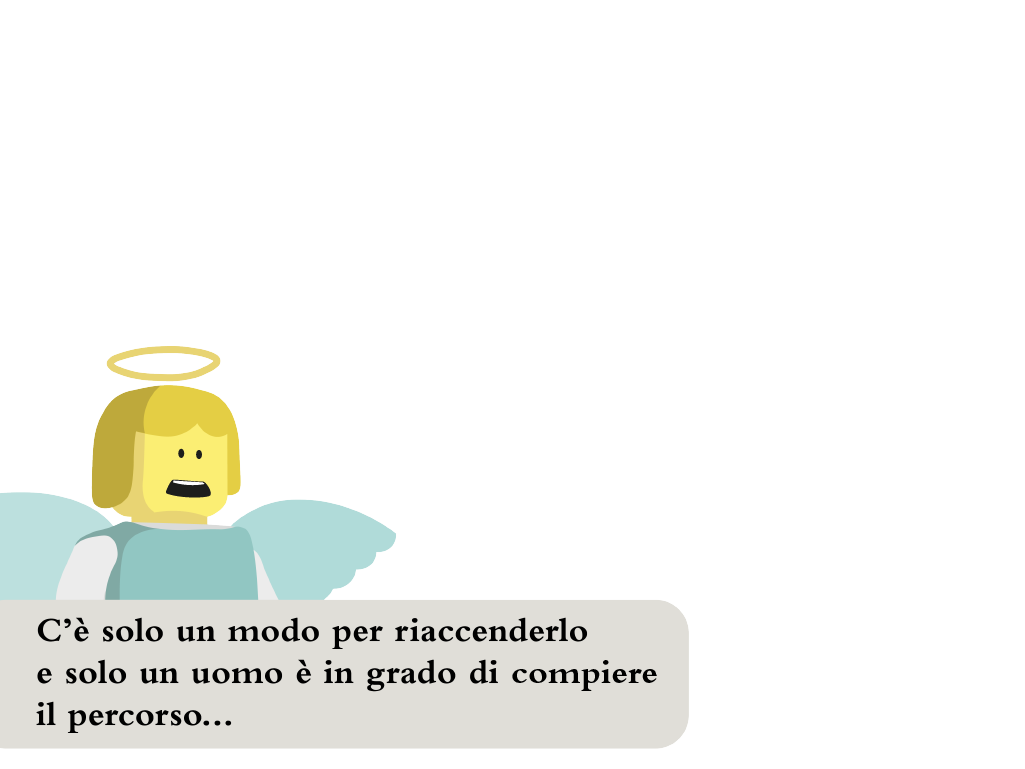 C’è solo un modo per riaccenderlo
e solo un uomo è in grado di compiere
il percorso...